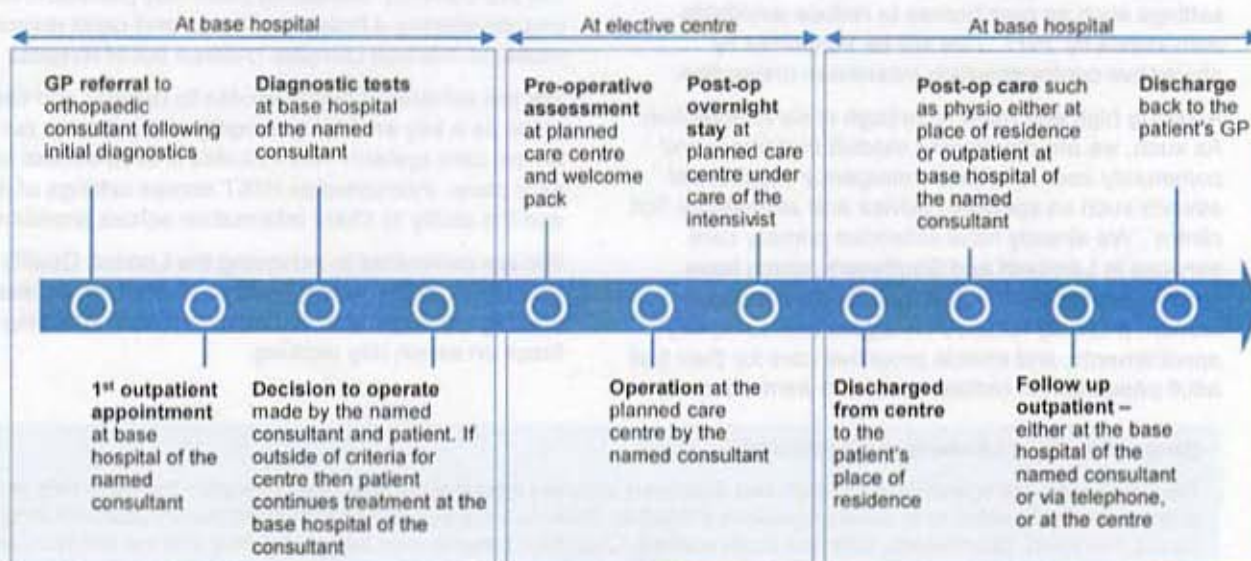 At base hospital
At elective centre
At base hospital
GP referral to
orthopaedic
consultant following
initial diagnostics
Diagnostic tests
at base hospital
of the named
consultant
Pre-operative
assessment
at planned
care centre
and welcome
pack
Post-op
overnight
stay at
planned care
centre under
care of the
intensivist
Post-op care such
as physio either at
place of residence
or outpatient at
base hospital of
the named
consultant
Discharge
back to the
patient's GP
1st outpatient
appointment
at base
hospital of the
named
consultant
Decision to operate
made by the named
consultant and patient. If
outside of criteria for
centre then patient
continues treatment at the
base hospital of the
consultant
Operation at the
planned care
centre by the
named consultant
Discharged
from centre
to the
patient's
place of
residence
Follow up
outpatient –
either at the base
hospital of the
named consultant
or via telephone,
or at the centre